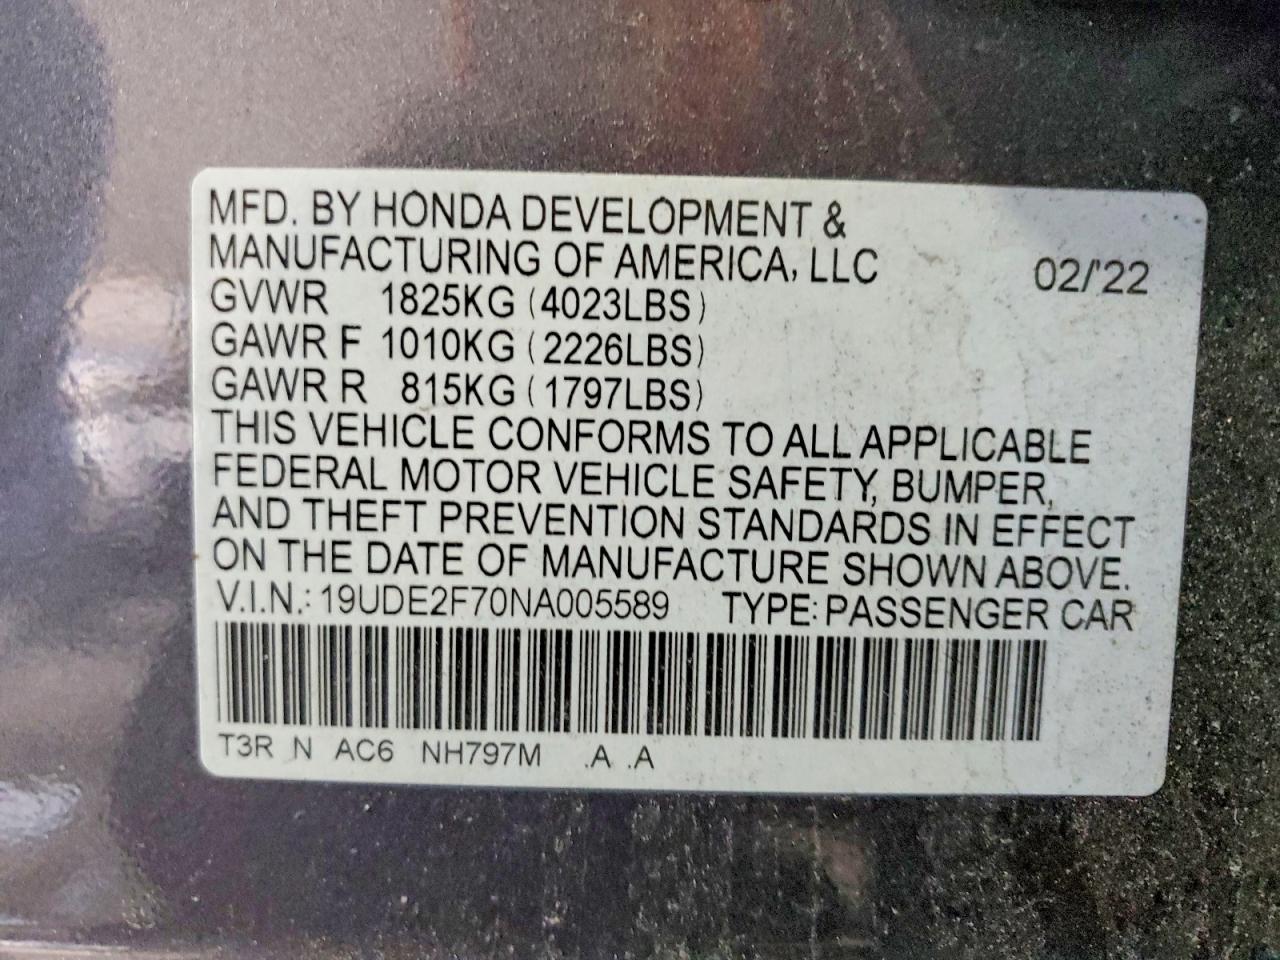 MFD. BY HONDA DEVELOPMENT &
MANUFACTURING OF AMERICA, LLC 02/'22
GVWR 1825KG (4023LBS)
GAWR F 1010KG (2226LBS)
GAWR R 815KG (1797LBS)
THIS VEHICLE CONFORMS TO ALL APPLICABLE
FEDERAL MOTOR VEHICLE SAFETY, BUMPER,
AND THEFT PREVENTION STANDARDS IN EFFECT
ON THE DATE OF MANUFACTURE SHOWN ABOVE.
V.I.N.: 19UDE2F70NA005589 TYPE: PASSENGER CAR
T3R N AC6 NH797M .A .A